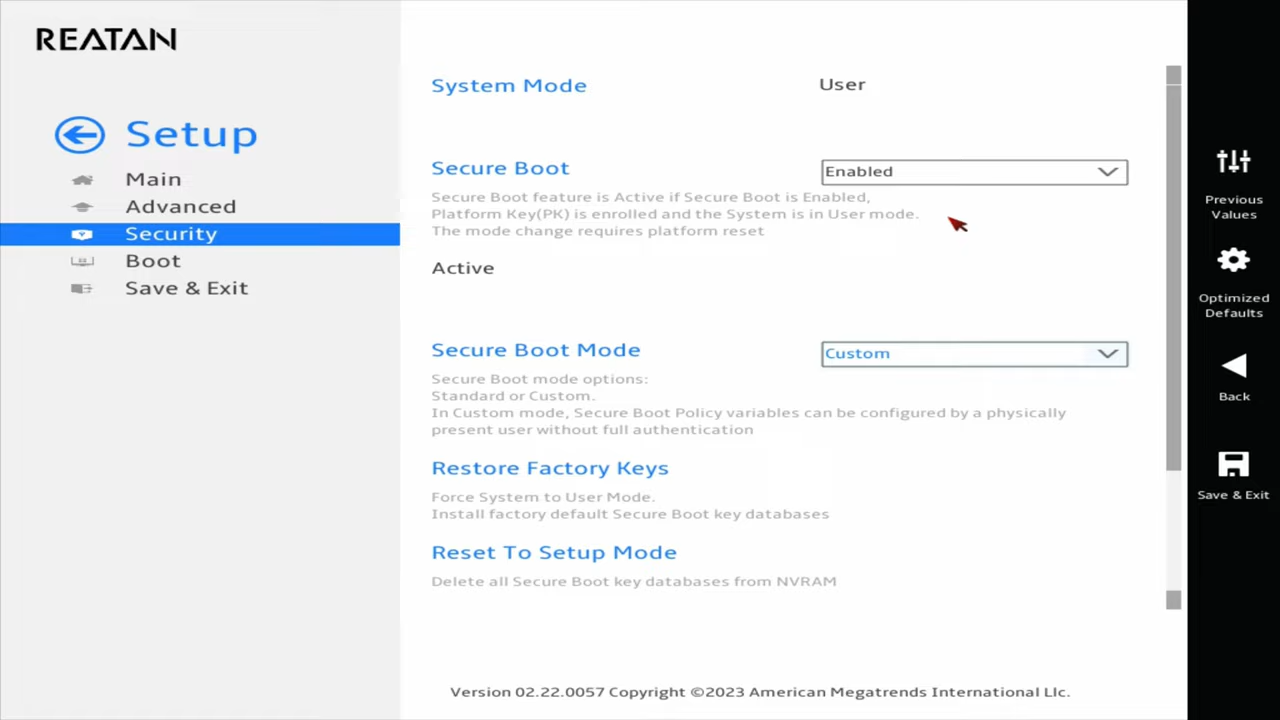 REATAN
Setup
Main
Advanced
Security
Boot
Save & Exit
System Mode
User
Secure Boot
Enabled
Secure Boot feature is Active if Secure Boot is Enabled,
Platform Key(PK) is enrolled and the System is in User mode.
The mode change requires platform reset
Active
Secure Boot Mode
Custom
Secure Boot mode options:
Standard or Custom.
In Custom mode, Secure Boot Policy variables can be configured by a physically
present user without full authentication
Restore Factory Keys
Force System to User Mode.
Install factory default Secure Boot key databases
Reset To Setup Mode
Delete all Secure Boot key databases from NVRAM
Version 02.22.0057 Copyright ©2023 American Megatrends International Llc.
Previous
Values
Optimized
Defaults
Back
Save & Exit